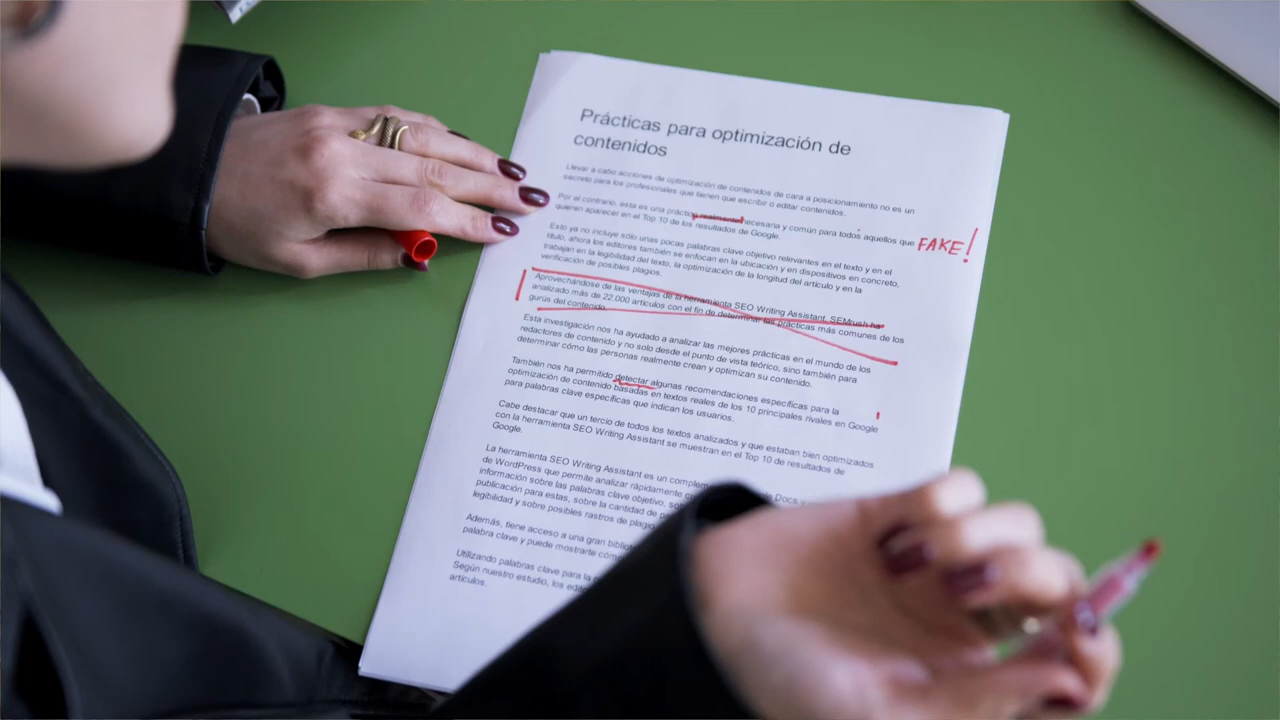 Prácticas para optimización de
contenidos
Llevar a cabo acciones de optimización de contenidos de cara a posicionamiento no es un
secreto para los profesionales que tienen que escribir o editar contenidos.
Por el contrario, esta es una práctica realmente necesaria y común para todos aquellos que
quieren aparecer en el Top 10 de los resultados de Google.
FAKE!
Esto ya no incluye sólo unas pocas palabras clave objetivo relevantes en el texto y en el
título, ahora los editores también se enfocan en la ubicación y en dispositivos en concreto,
trabajan en la legibilidad del texto, la optimización de la longitud del artículo y en la
verificación de posibles plagios.
Aprovechándose de las ventajas de la herramienta SEO Writing Assistant, SEMrush ha
analizado más de 22.000 artículos con el fin de determinar las prácticas más comunes de los
gurús del contenido.
Esta investigación nos ha ayudado a analizar las mejores prácticas en el mundo de los
redactores de contenido y no solo desde el punto de vista teórico, sino también para
determinar cómo las personas realmente crean y optimizan su contenido.
También nos ha permitido detectar algunas recomendaciones específicas para la
optimización de contenido basadas en textos reales de los 10 principales rivales en Google
para palabras clave específicas que indican los usuarios.
Cabe destacar que un tercio de todos los textos analizados y que estaban bien optimizados
con la herramienta SEO Writing Assistant se muestran en el Top 10 de resultados de
Google.
La herramienta SEO Writing Assistant es un Docs y
de WordPress que permite analizar rápidamente
información sobre las palabras clave objetivo,
publicación para estas, sobre la cantidad de
legibilidad y sobre posibles rastros de
Además, tiene acceso a una gran
palabra clave y puede mostrarte
Utilizando palabras clave para la
Según nuestro estudio, los
artículos.